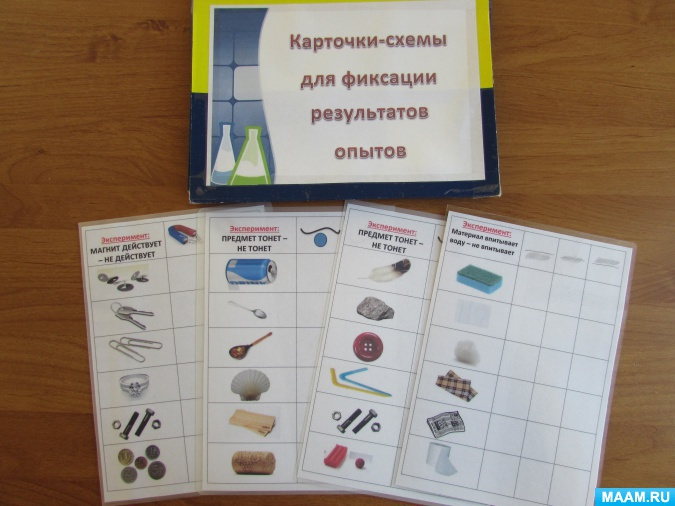 Карточки-схемы
для фиксации
результатов
опытов
Эксперимент:
МАГНИТ ДЕЙСТВУЕТ
– НЕ ДЕЙСТВУЕТ
Эксперимент:
ПРЕДМЕТ ТОНЕТ –
НЕ ТОНЕТ
Эксперимент:
ПРЕДМЕТ ТОНЕТ –
НЕ ТОНЕТ
Эксперимент:
Материал впитывает
воду – не впитывает
MAAM.RU